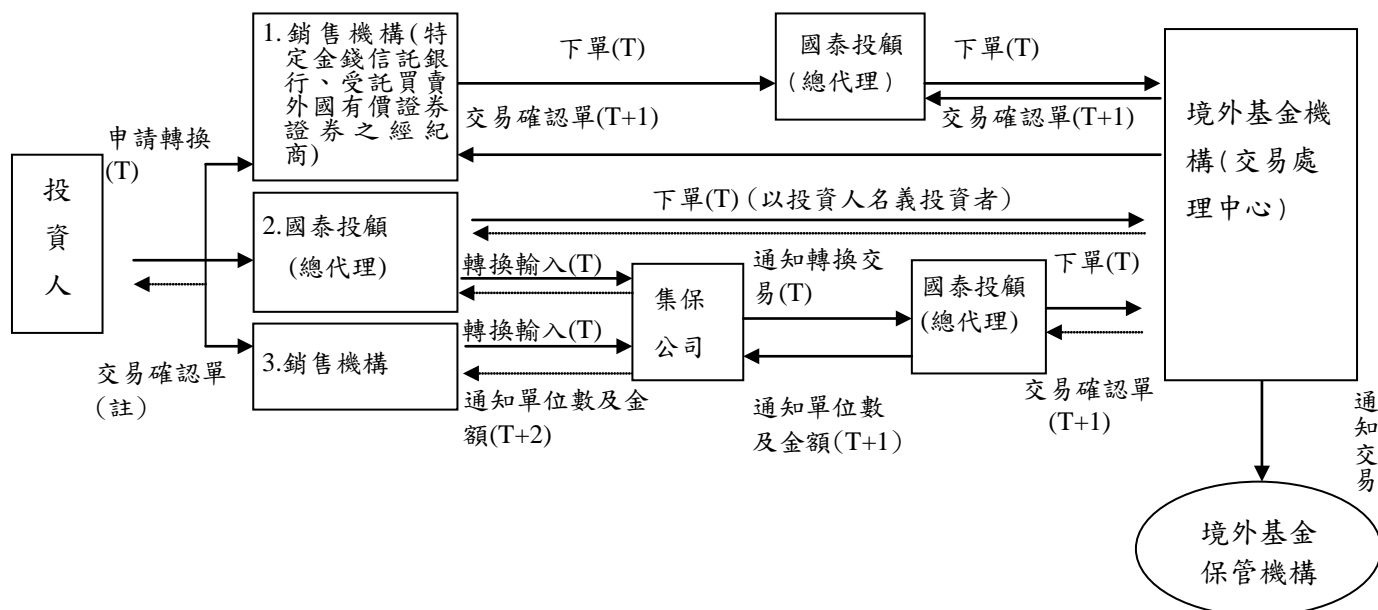 投
資
人
申請轉換
(T)
交易確認單
（註）
1.銷售機構(特
定金錢信託銀
行、受託買賣
外國有價證券
證券之經紀
商)
下單(T)
國泰投顧
(總代理)
下單(T)
交易確認單(T+1)
交易確認單(T+1)
境外基金機
構(交易處
理中心)
2.國泰投顧
(總代理)
下單(T) (以投資人名義投資者)
轉換輸入(T)
集保
公司
通知轉換交
易(T)
國泰投顧
(總代理)
下單(T)
3.銷售機構
轉換輸入(T)
通知單位數及金
額(T+2)
通知單位數
及金額(T+1)
交易確認單
(T+1)
通
知
交
易
境外基金
保管機構